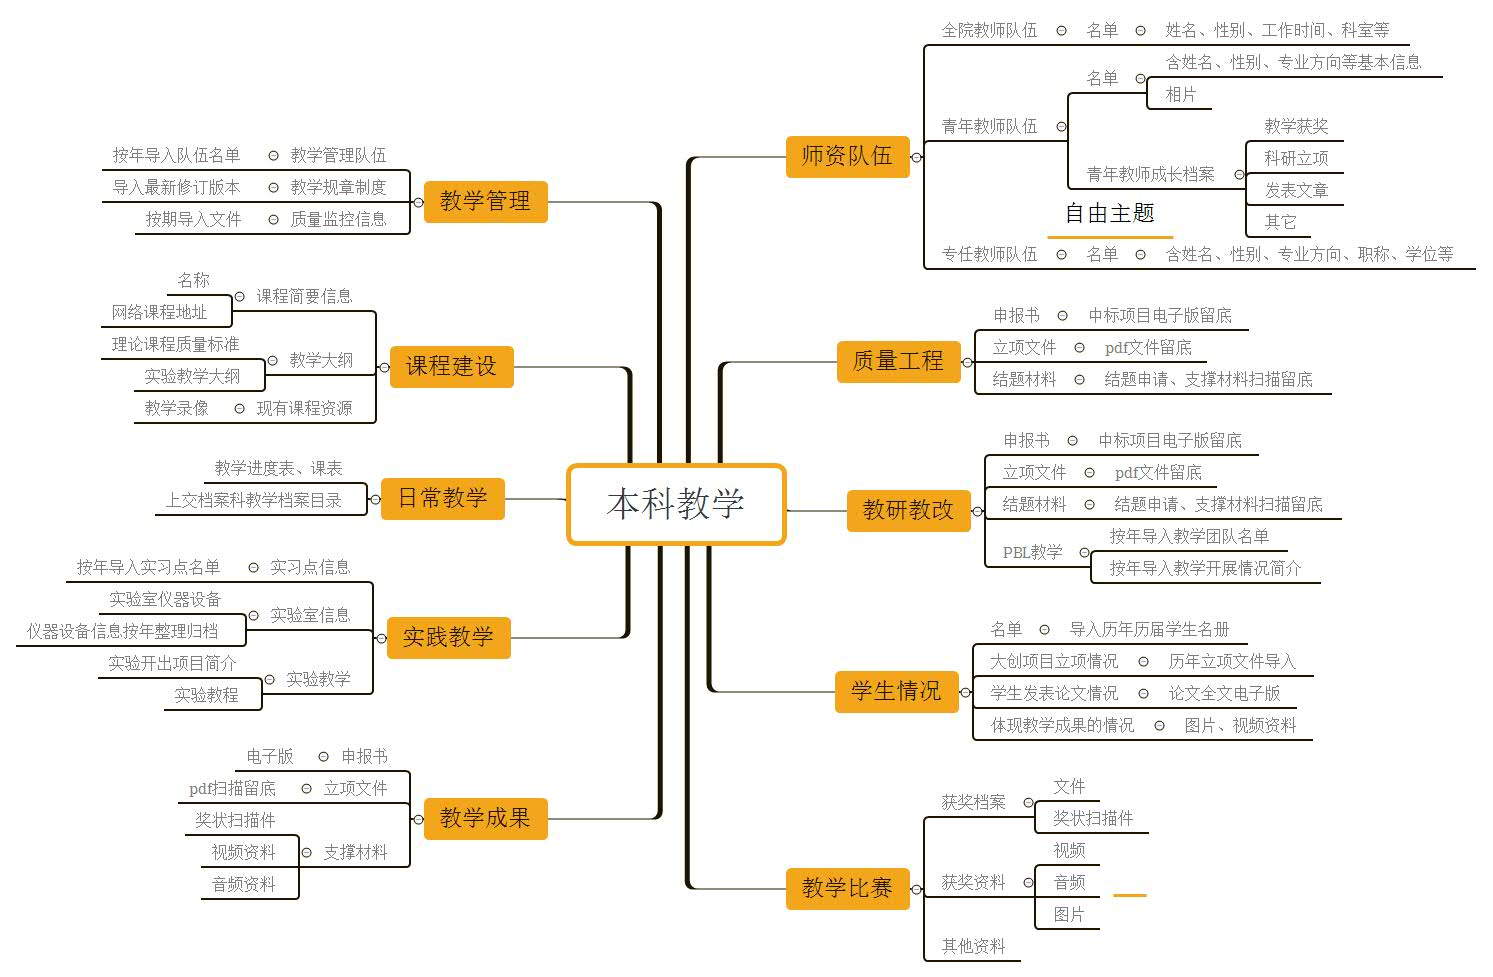 本科教学
师资队伍
全院教师队伍
名单
姓名、性别、工作时间、科室等
青年教师队伍
名单
含姓名、性别、专业方向等基本信息
相片
青年教师成长档案
教学获奖
科研立项
发表文章
其它
自由主题
专任教师队伍
名单
含姓名、性别、专业方向、职称、学位等
质量工程
申报书
中标项目电子版留底
立项文件
pdf文件留底
结题材料
结题申请、支撑材料扫描留底
教研教改
申报书
中标项目电子版留底
立项文件
pdf文件留底
结题材料
结题申请、支撑材料扫描留底
PBL教学
按年导入教学团队名单
按年导入教学开展情况简介
学生情况
名单
导入历年历届学生名册
大创项目立项情况
历年立项文件导入
学生发表论文情况
论文全文电子版
体现教学成果的情况
图片、视频资料
教学比赛
获奖档案
文件
奖状扫描件
获奖资料
视频
音频
图片
其他资料
教学管理
教学管理队伍
按年导入队伍名单
教学规章制度
导入最新修订版本
质量监控信息
按期导入文件
课程建设
课程简要信息
名称
网络课程地址
教学大纲
理论课程质量标准
实验教学大纲
现有课程资源
教学录像
日常教学
教学进度表、课表
上交档案科教学档案目录
实践教学
实习点信息
按年导入实习点名单
实验室信息
实验室仪器设备
仪器设备信息按年整理归档
实验教学
实验开出项目简介
实验教程
教学成果
申报书
电子版
立项文件
pdf扫描留底
支撑材料
奖状扫描件
视频资料
音频资料